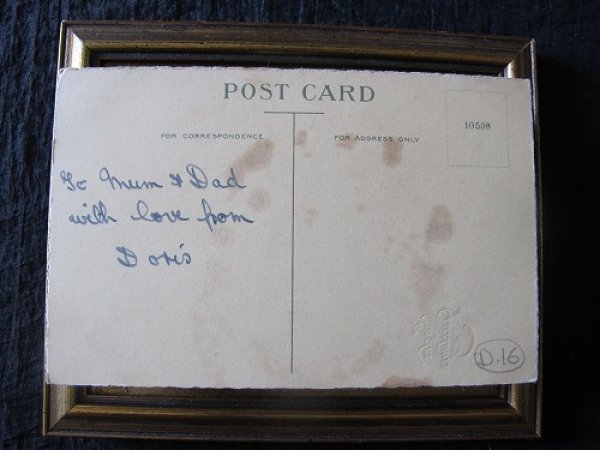 POST CARD
FOR CORRESPONDENCE
FOR ADDRESS ONLY
10598
To Mum & Dad
with love from
Doris
D.16